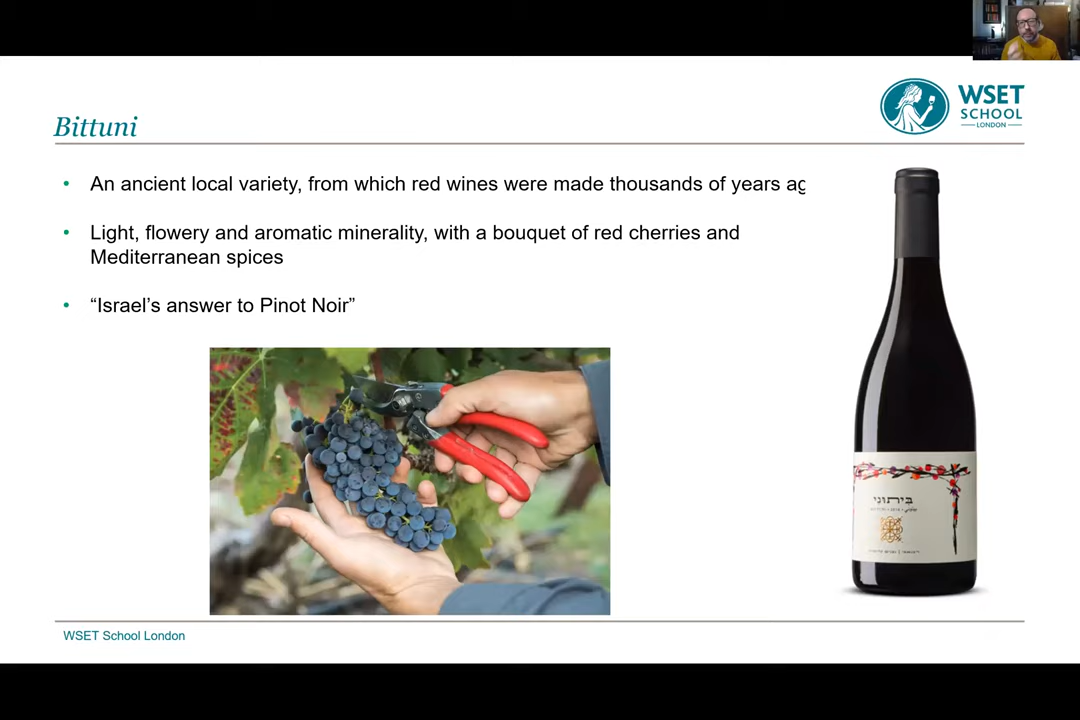 WSET
SCHOOL
LONDON
Bittuni
• An ancient local variety, from which red wines were made thousands of years ag
• Light, flowery and aromatic minerality, with a bouquet of red cherries and
Mediterranean spices
• “Israel’s answer to Pinot Noir”
ביתוני
WSET School London